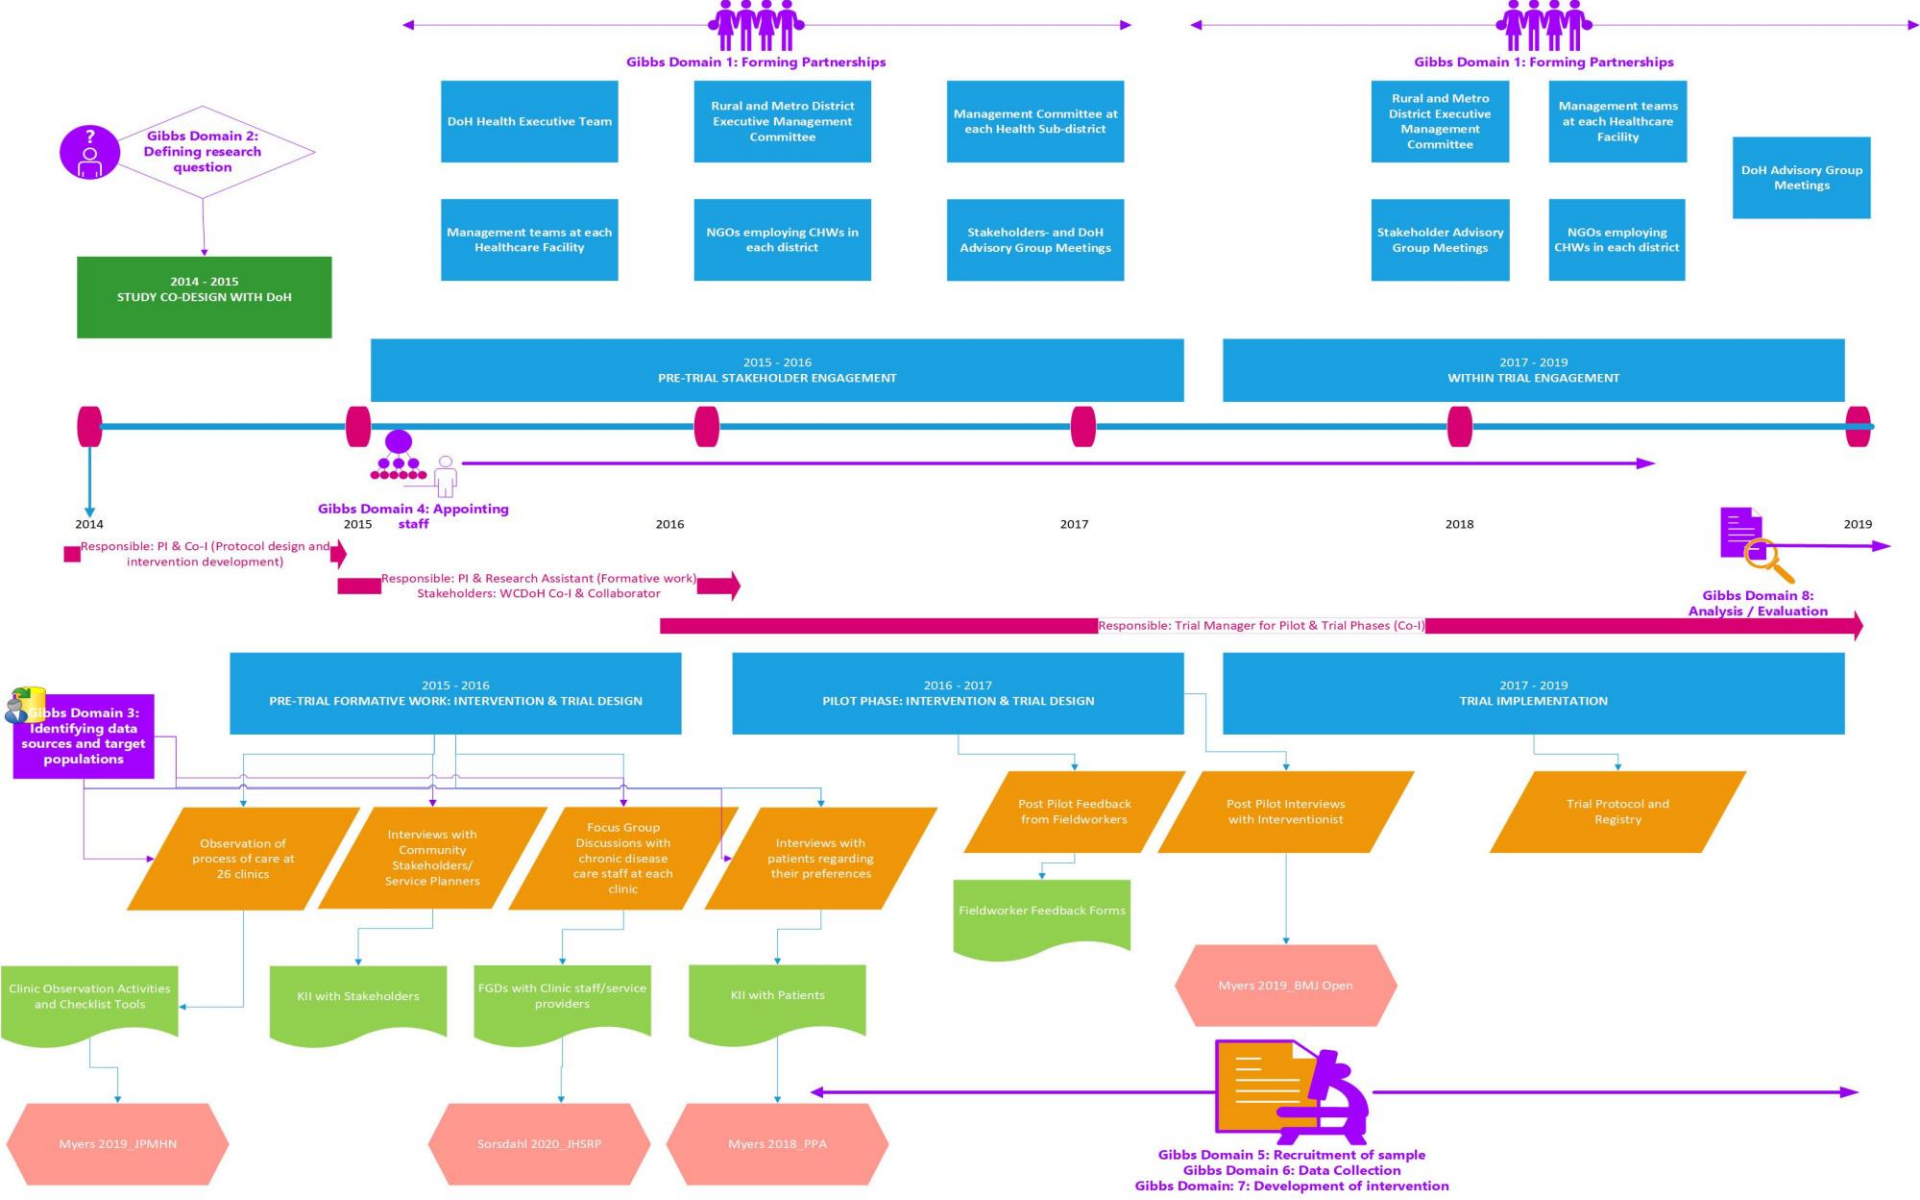 Gibbs Domain 1: Forming Partnerships
Gibbs Domain 1: Forming Partnerships
?
Gibbs Domain 2:
Defining research
question
DoH Health Executive Team
Rural and Metro District
Executive Management
Committee
Management Committee at
each Health Sub-district
Rural and Metro
District Executive
Management
Committee
Management teams
at each Healthcare
Facility
DoH Advisory Group
Meetings
Management teams at each
Healthcare Facility
NGOs employing CHWs in
each district
Stakeholders- and DoH
Advisory Group Meetings
Stakeholder Advisory
Group Meetings
NGOs employing
CHWs in each district
2014 - 2015
STUDY CO-DESIGN WITH DoH
2015 - 2016
PRE-TRIAL STAKEHOLDER ENGAGEMENT
2017 - 2019
WITHIN TRIAL ENGAGEMENT
Gibbs Domain 4: Appointing
staff
2014
2015
2016
2017
2018
2019
Responsible: PI & Co-I (Protocol design and
intervention development)
Responsible: PI & Research Assistant (Formative work)
Stakeholders: WCDoH Co-I & Collaborator
Gibbs Domain 8:
Analysis / Evaluation
Responsible: Trial Manager for Pilot & Trial Phases (Co-I)
2015 - 2016
PRE-TRIAL FORMATIVE WORK: INTERVENTION & TRIAL DESIGN
2016 - 2017
PILOT PHASE: INTERVENTION & TRIAL DESIGN
2017 - 2019
TRIAL IMPLEMENTATION
Gibbs Domain 3:
Identifying data
sources and target
populations
Observation of
process of care at
26 clinics
Interviews with
Community
Stakeholders/
Service Planners
Focus Group
Discussions with
chronic disease
care staff at each
clinic
Interviews with
patients regarding
their preferences
Post Pilot Feedback
from Fieldworkers
Post Pilot Interviews
with Interventionist
Trial Protocol and
Registry
Fieldworker Feedback Forms
Clinic Observation Activities
and Checklist Tools
KII with Stakeholders
FGDs with Clinic staff/service
providers
KII with Patients
Myers 2019_BMJ Open
Myers 2019_JPMHN
Sorsdahl 2020_JHSRP
Myers 2018_PPA
Gibbs Domain 5: Recruitment of sample
Gibbs Domain 6: Data Collection
Gibbs Domain: 7: Development of intervention